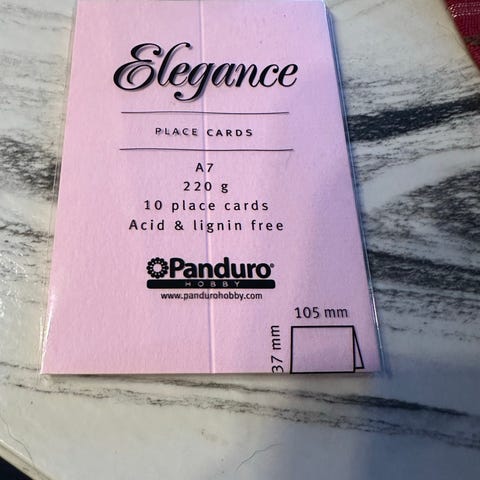 Elegance
PLACE CARDS
A7
220 g
10 place cards
Acid & lignin free
Panduro®
HOBBY
www.pandurohobby.com
105 mm
37 mm